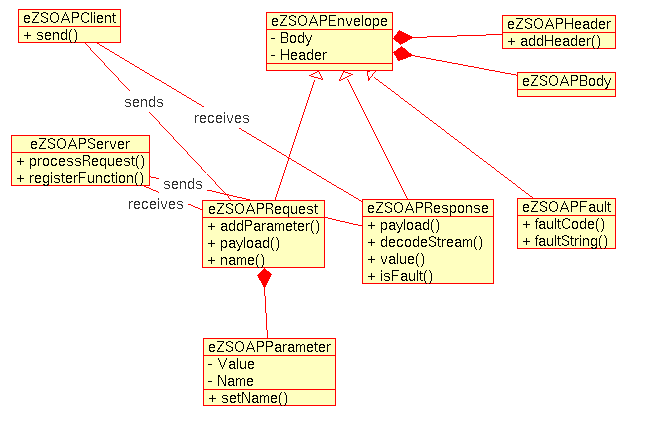 eZSOAPClient
+ send()
eZSOAPEnvelope
- Body
- Header
eZSOAPHeader
+ addHeader()
eZSOAPBody
sends
receives
eZSOAPServer
+ processRequest()
+ registerFunction()
sends
receives
eZSOAPRequest
+ addParameter()
+ payload()
+ name()
eZSOAPResponse
+ payload()
+ decodeStream()
+ value()
+ isFault()
eZSOAPFault
+ faultCode()
+ faultString()
eZSOAPParameter
- Value
- Name
+ setName()